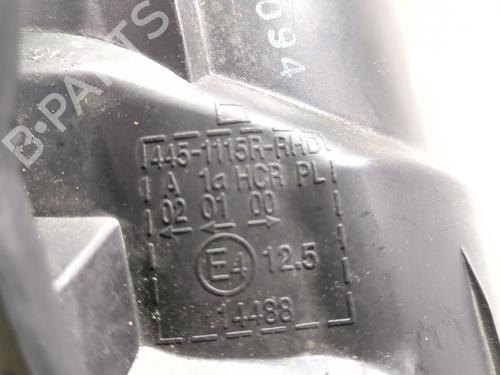 094
B-PARTS
445-1115R-RHD
A 1a HCR PL
02 01 00
E4 12.5
14488